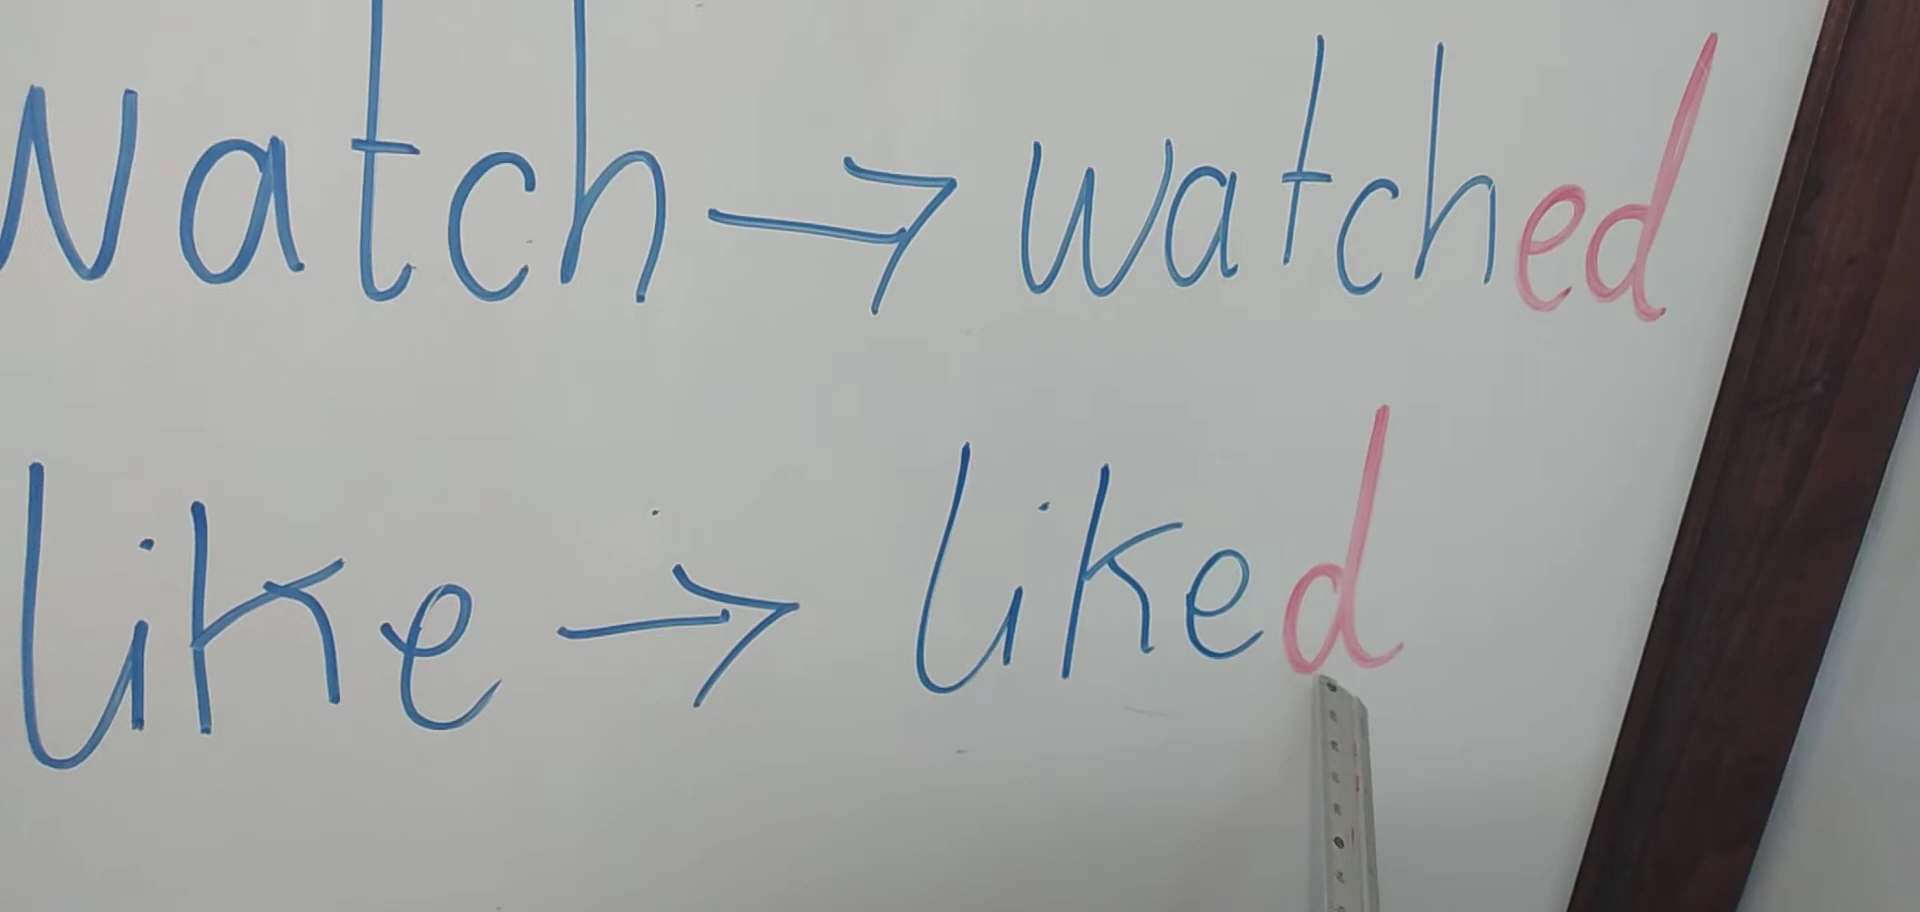 watch → watched
like → liked